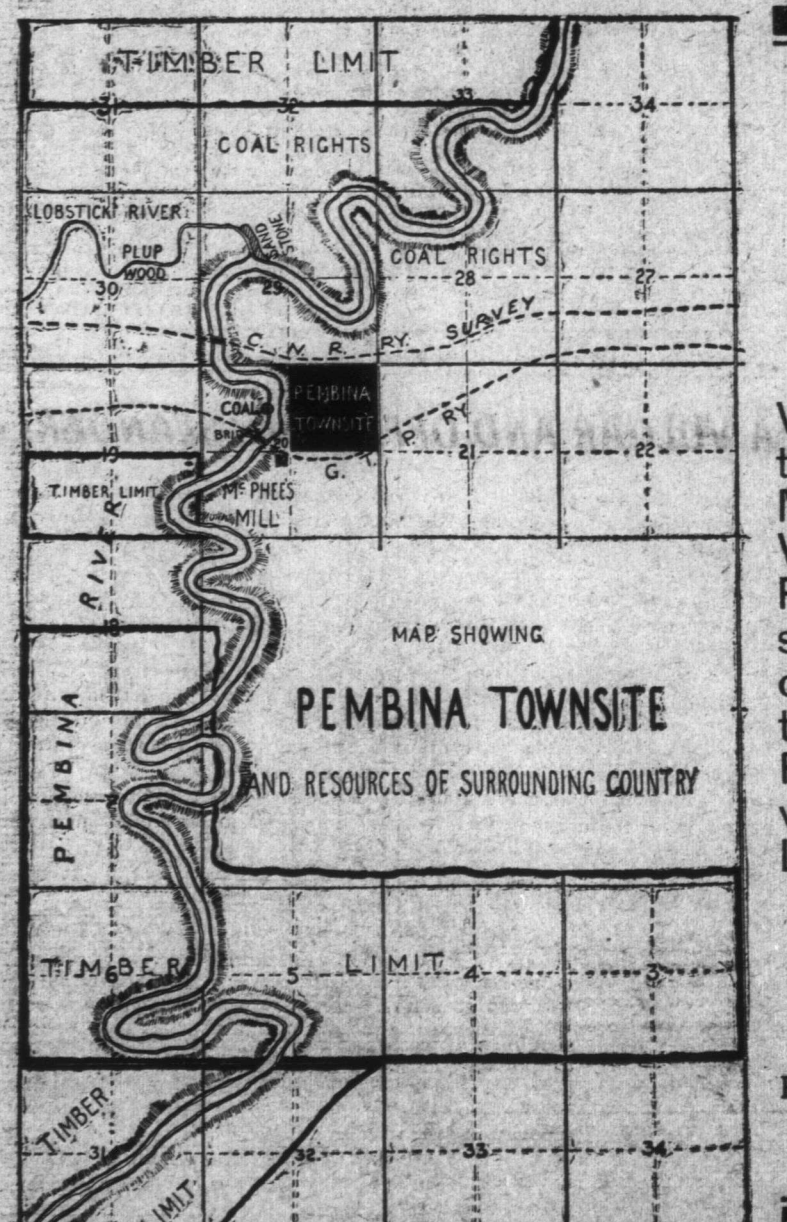 TIMBER LIMIT
31 32 33 34
COAL RIGHTS
LOBSTICK RIVER
SAND
STONE
PLUP
WOOD
COAL RIGHTS
30 29 28 27
C. N. R. RY. SURVEY
PEMBINA
TOWNSITE
COAL
G. T. P. RY
19 20 21 22
TIMBER LIMIT
McPHEES
MILL
PEMBINA RIVER
MAP SHOWING
PEMBINA TOWNSITE
AND RESOURCES OF SURROUNDING COUNTRY
TIMBER LIMIT
6 5 4 3
TIMBER
LIMIT
31 32 33 34